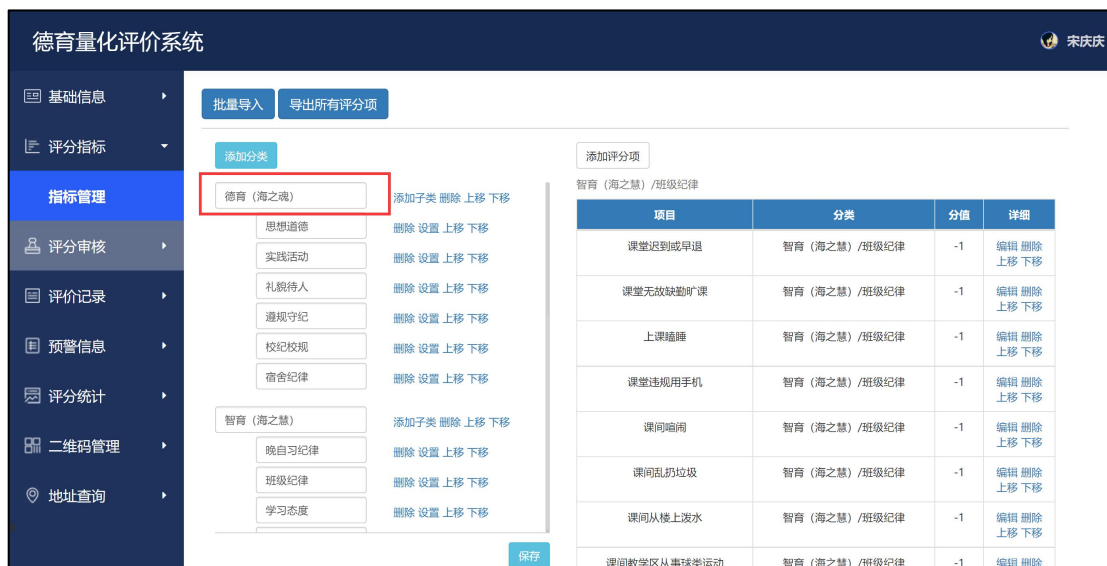 德育量化评价系统
宋庆庆
基础信息
评分指标
指标管理
评分审核
评价记录
预警信息
评分统计
二维码管理
地址查询
批量导入 导出所有评分项
添加分类
德育（海之魂） 添加子类 删除 上移 下移
思想道德 删除 设置 上移 下移
实践活动 删除 设置 上移 下移
礼貌待人 删除 设置 上移 下移
遵规守纪 删除 设置 上移 下移
校纪校规 删除 设置 上移 下移
宿舍纪律 删除 设置 上移 下移
智育（海之慧） 添加子类 删除 上移 下移
晚自习纪律 删除 设置 上移 下移
班级纪律 删除 设置 上移 下移
学习态度 删除 设置 上移 下移
保存
添加评分项
智育（海之慧）/班级纪律
项目 分类 分值 详细
课堂迟到或早退 智育（海之慧）/班级纪律 -1 编辑 删除
上移 下移
课堂无故缺勤旷课 智育（海之慧）/班级纪律 -1 编辑 删除
上移 下移
上课瞌睡 智育（海之慧）/班级纪律 -1 编辑 删除
上移 下移
课堂违规用手机 智育（海之慧）/班级纪律 -1 编辑 删除
上移 下移
课间喧闹 智育（海之慧）/班级纪律 -1 编辑 删除
上移 下移
课间乱扔垃圾 智育（海之慧）/班级纪律 -1 编辑 删除
上移 下移
课间从楼上泼水 智育（海之慧）/班级纪律 -1 编辑 删除
上移 下移
课间教学区从事球类运动 智育（海之慧）/班级纪律 -1 编辑 删除